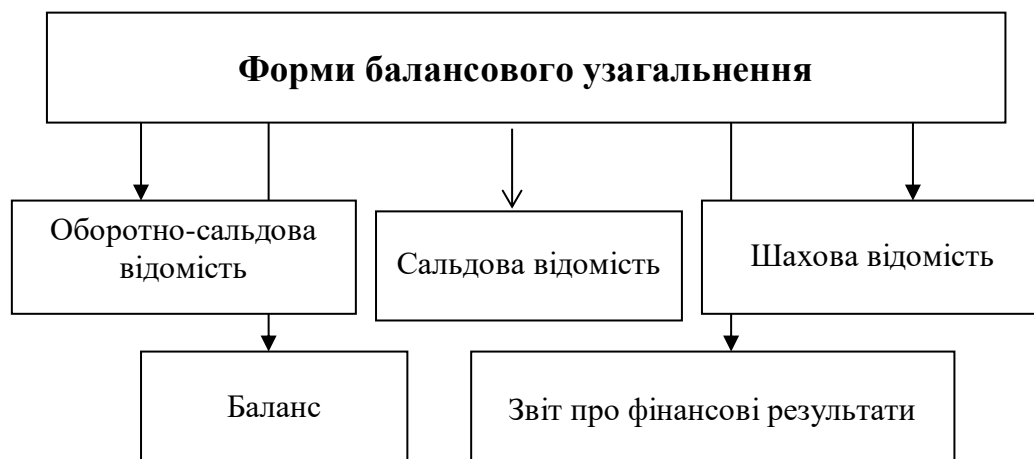 Форми балансового узагальнення
Оборотно-сальдова
відомість
Сальдова відомість
Шахова відомість
Баланс
Звіт про фінансові результати